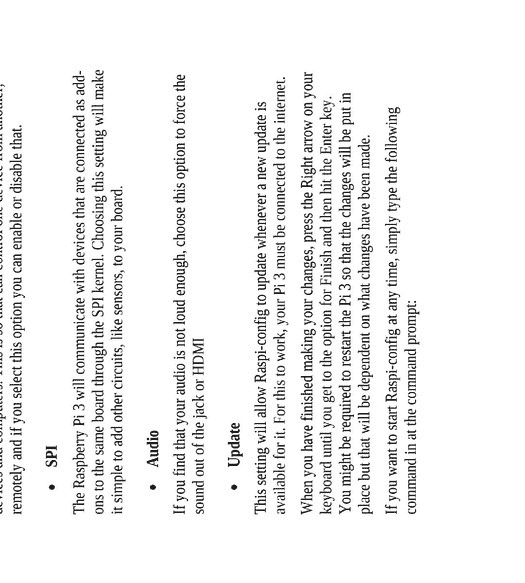 remotely and if you select this option you can enable or disable that.
• SPI
The Raspberry Pi 3 will communicate with devices that are connected as add-
ons to the same board through the SPI kernel. Choosing this setting will make
it simple to add other circuits, like sensors, to your board.
• Audio
If you find that your audio is not loud enough, choose this option to force the
sound out of the jack or HDMI
• Update
This setting will allow Raspi-config to update whenever a new update is
available for it. For this to work, your Pi 3 must be connected to the internet.
When you have finished making your changes, press the Right arrow on your
keyboard until you get to the option for Finish and then hit the Enter key.
You might be required to restart the Pi 3 so that the changes will be put in
place but that will be dependent on what changes have been made.
If you want to start Raspi-config at any time, simply type the following
command in at the command prompt: